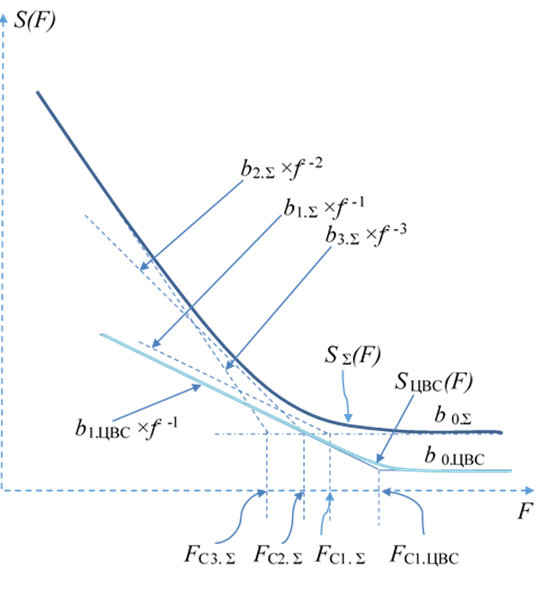 S(F)
b2.Σ ×f -2
b1.Σ ×f -1
b3.Σ ×f -3
SΣ(F)
SЦВС(F)
b 0Σ
b1.ЦВС ×f -1
b 0.ЦВС
F
FC3. Σ FC2. Σ FC1. Σ FC1.ЦВС